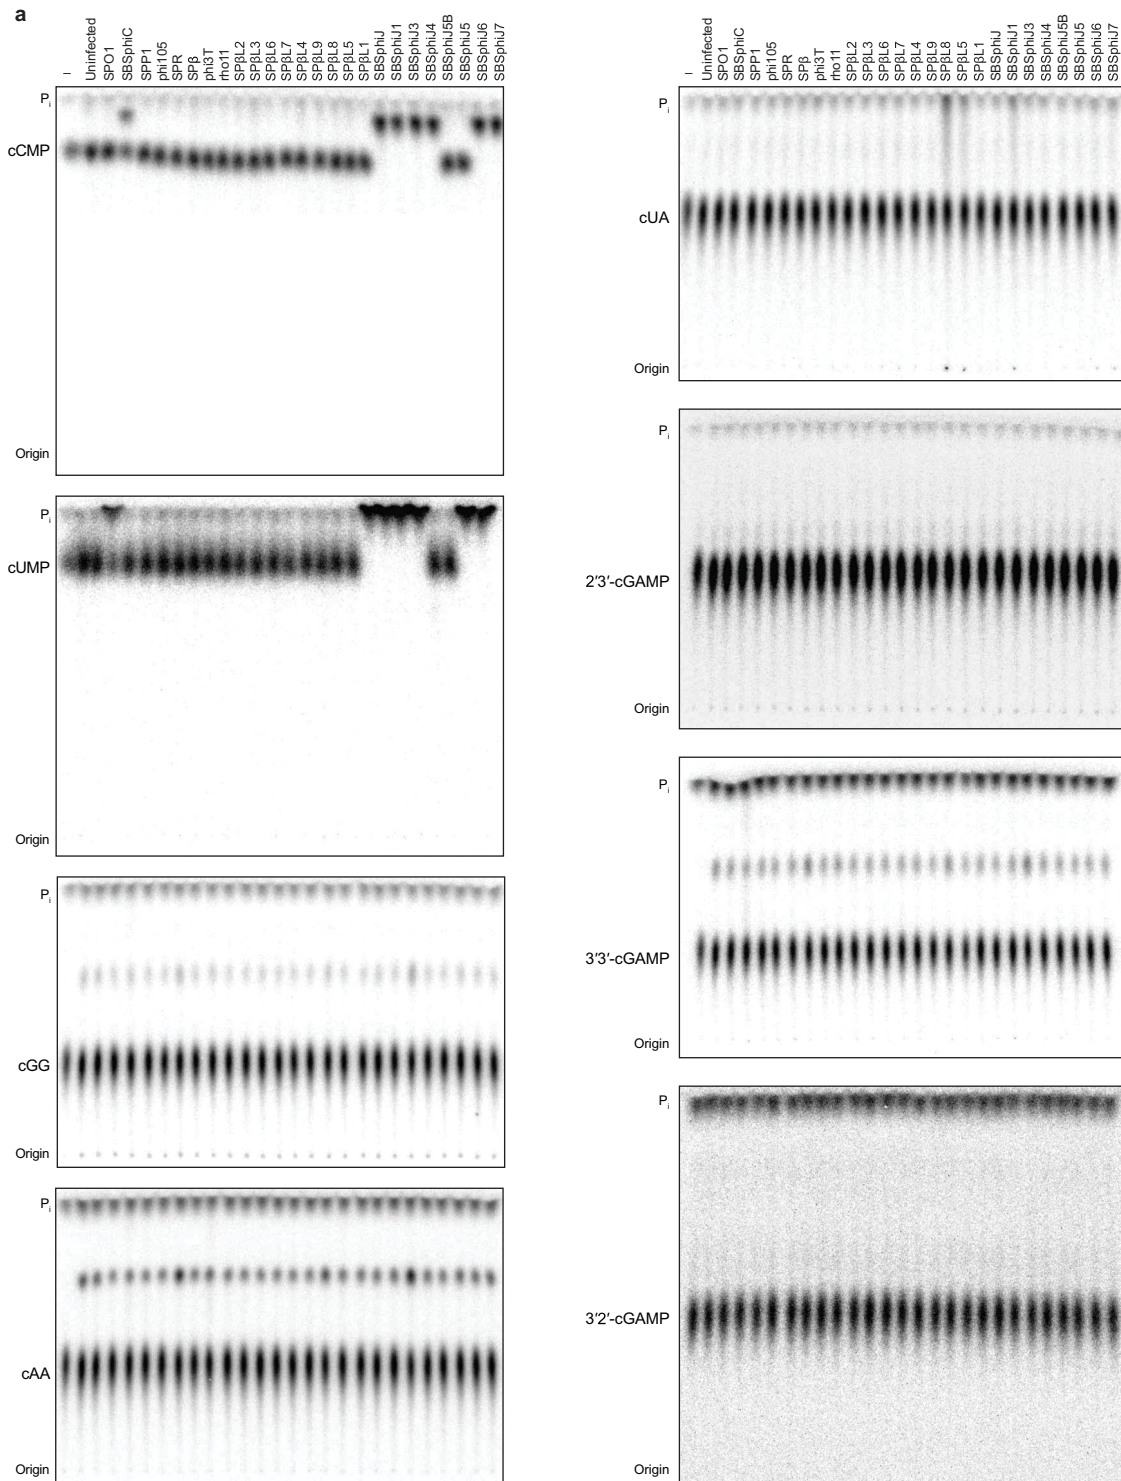 a
–
Uninfected
SPO1
SBSphiC
SPP1
phi105
SPR
SPβ
phi3T
rho11
SPβL2
SPβL3
SPβL6
SPβL7
SPβL4
SPβL9
SPβL8
SPβL5
SPβL1
SBSphiJ
SBSphiJ1
SBSphiJ3
SBSphiJ4
SBSphiJ5B
SBSphiJ5
SBSphiJ6
SBSphiJ7
Pi
cCMP
Origin
Pi
cUMP
Origin
Pi
cGG
Origin
Pi
cAA
Origin
–
Uninfected
SPO1
SBSphiC
SPP1
phi105
SPR
SPβ
phi3T
rho11
SPβL2
SPβL3
SPβL6
SPβL7
SPβL4
SPβL9
SPβL8
SPβL5
SPβL1
SBSphiJ
SBSphiJ1
SBSphiJ3
SBSphiJ4
SBSphiJ5B
SBSphiJ5
SBSphiJ6
SBSphiJ7
Pi
cUA
Origin
Pi
2′3′-cGAMP
Origin
Pi
3′3′-cGAMP
Origin
Pi
3′2′-cGAMP
Origin